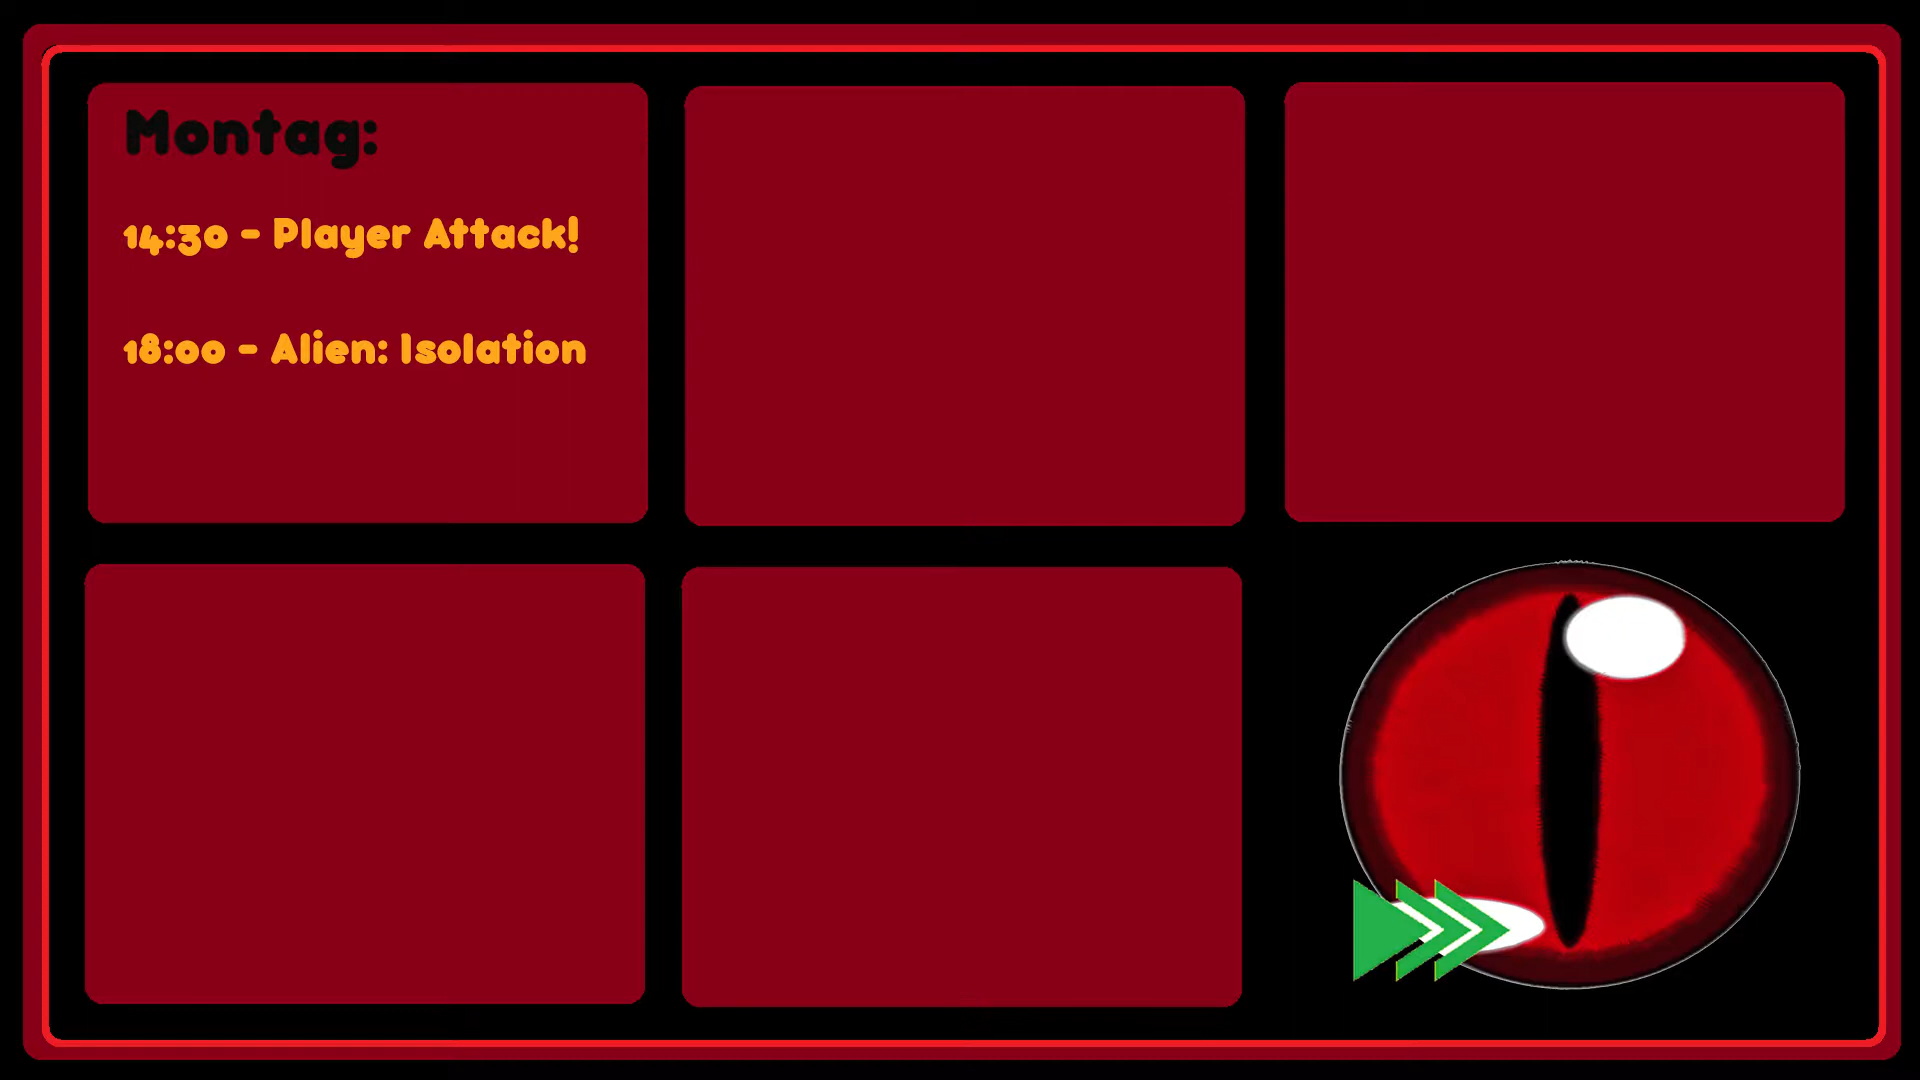 Montag:
14:30 - Player Attack!
18:00 - Alien: Isolation